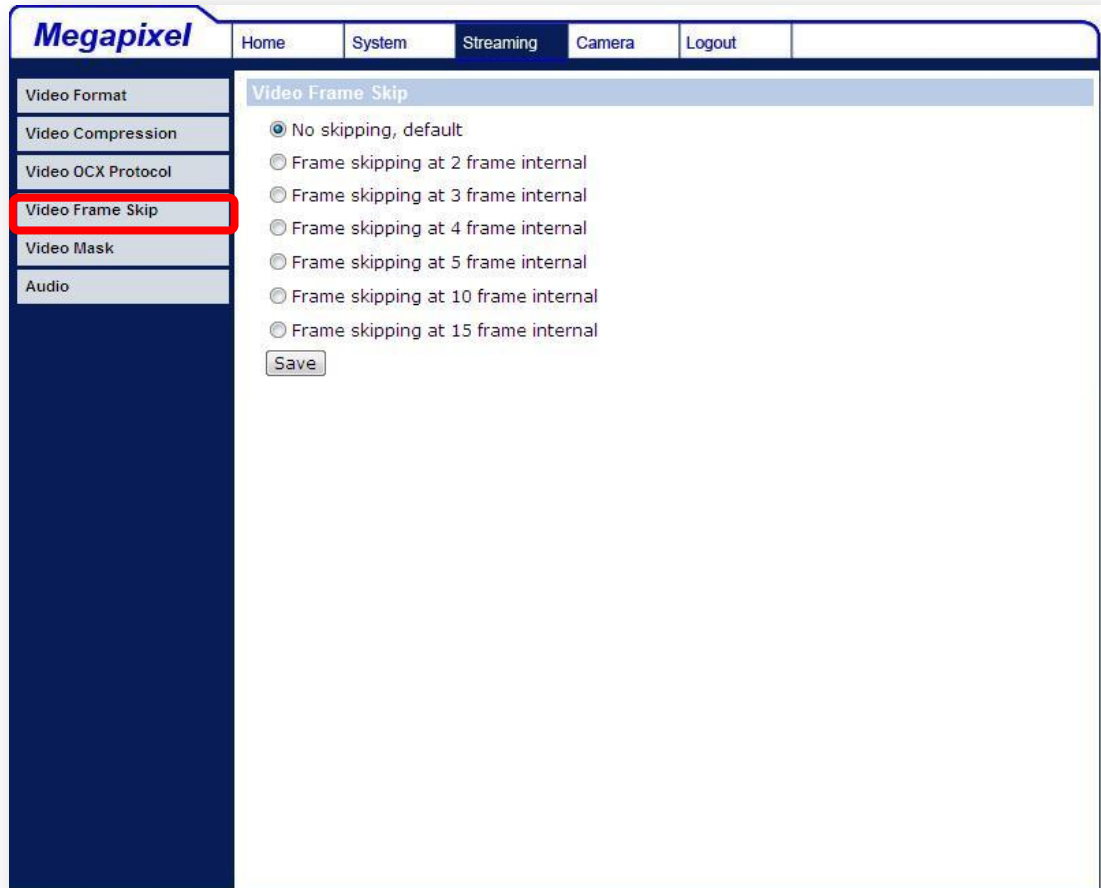 Megapixel
Home System Streaming Camera Logout
Video Format
Video Compression
Video OCX Protocol
Video Frame Skip
Video Mask
Audio
Video Frame Skip
No skipping, default
Frame skipping at 2 frame internal
Frame skipping at 3 frame internal
Frame skipping at 4 frame internal
Frame skipping at 5 frame internal
Frame skipping at 10 frame internal
Frame skipping at 15 frame internal
Save